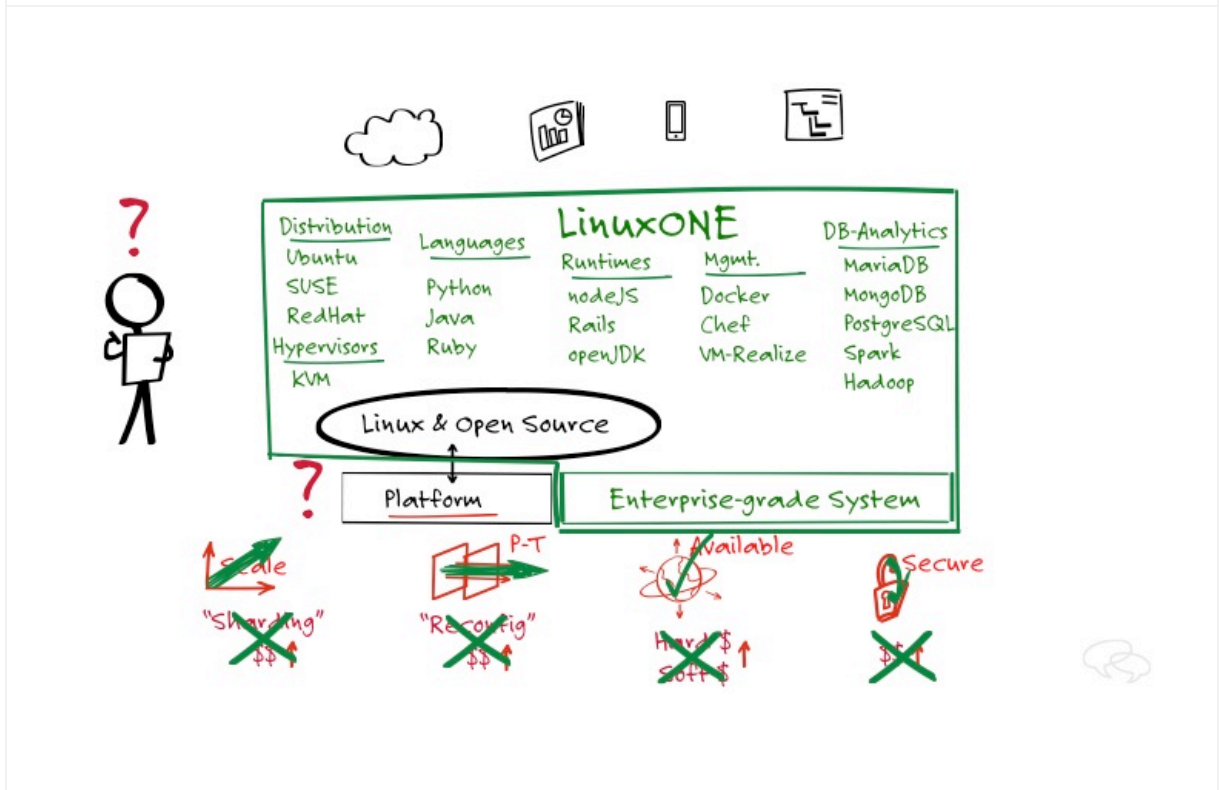 ?
LinuxONE
Distribution
Ubuntu
SUSE
RedHat
Hypervisors
KVM
Languages
Python
Java
Ruby
Runtimes
nodeJS
Rails
openJDK
Mgmt.
Docker
Chef
VM-Realize
DB-Analytics
MariaDB
MongoDB
PostgreSQL
Spark
Hadoop
Linux & Open Source
?
Platform
Enterprise-grade System
Scale
"Sharding"
$$
P-T
"Reconfig"
$$
Available
Hard $
Soft $
Secure
$$